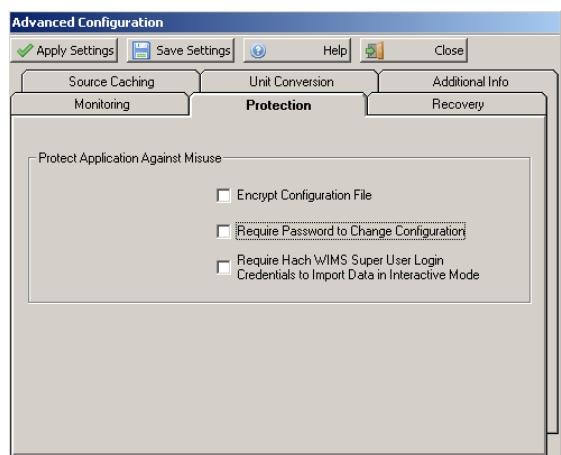 Advanced Configuration
Apply Settings Save Settings Help Close
Source Caching Unit Conversion Additional Info
Monitoring Protection Recovery
Protect Application Against Misuse
Encrypt Configuration File
Require Password to Change Configuration
Require Hach WIMS Super User Login
Credentials to Import Data in Interactive Mode